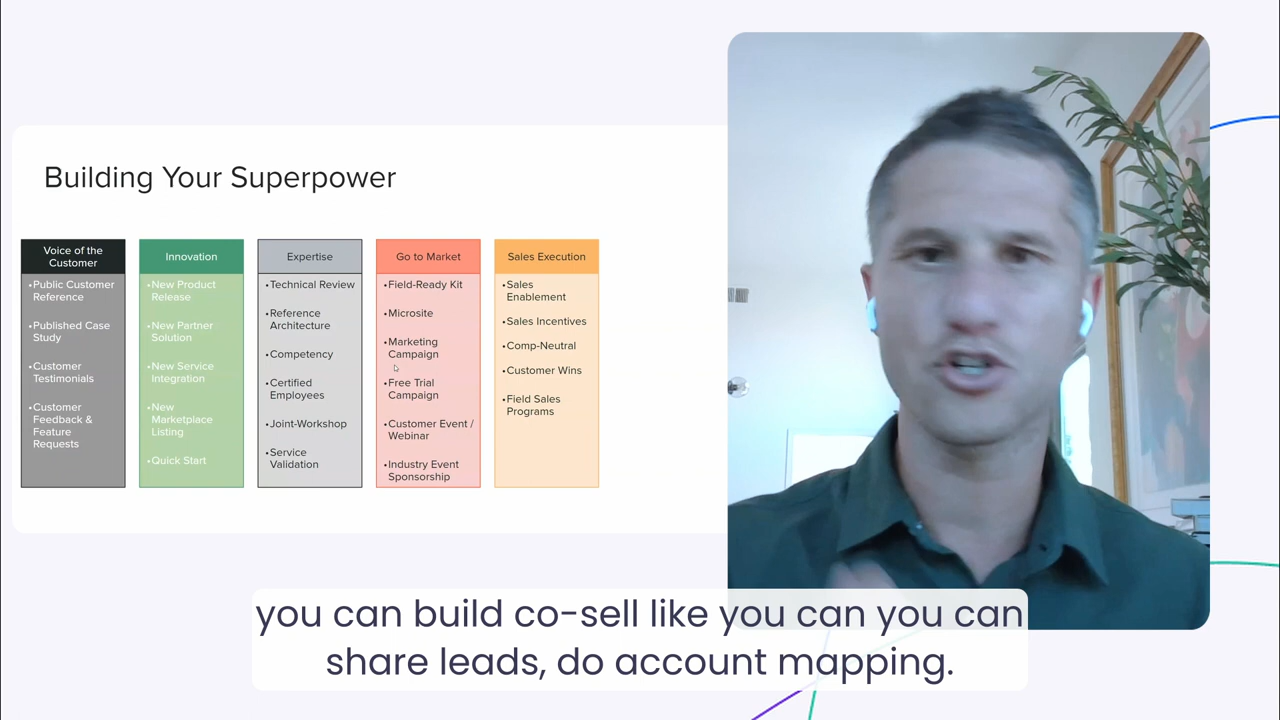 Building Your Superpower
Voice of the
Customer
•Public Customer
Reference
•Published Case
Study
•Customer
Testimonials
•Customer
Feedback &
Feature
Requests
Innovation
•New Product
Release
•New Partner
Solution
•New Service
Integration
•New
Marketplace
Listing
•Quick Start
Expertise
•Technical Review
•Reference
Architecture
•Competency
•Certified
Employees
•Joint-Workshop
•Service
Validation
Go to Market
•Field-Ready Kit
•Microsite
•Marketing
Campaign
•Free Trial
Campaign
•Customer Event /
Webinar
•Industry Event
Sponsorship
Sales Execution
•Sales
Enablement
•Sales Incentives
•Comp-Neutral
•Customer Wins
•Field Sales
Programs
you can build co-sell like you can you can
share leads, do account mapping.